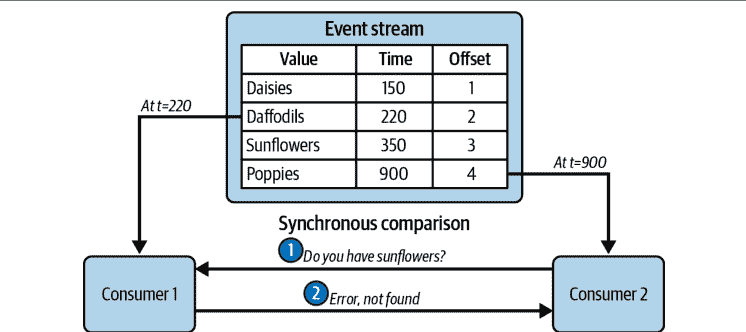 Event stream
Value Time Offset
Daisies 150 1
Daffodils 220 2
Sunflowers 350 3
Poppies 900 4
At t=220
At t=900
Synchronous comparison
1 Do you have sunflowers?
2 Error, not found
Consumer 1
Consumer 2